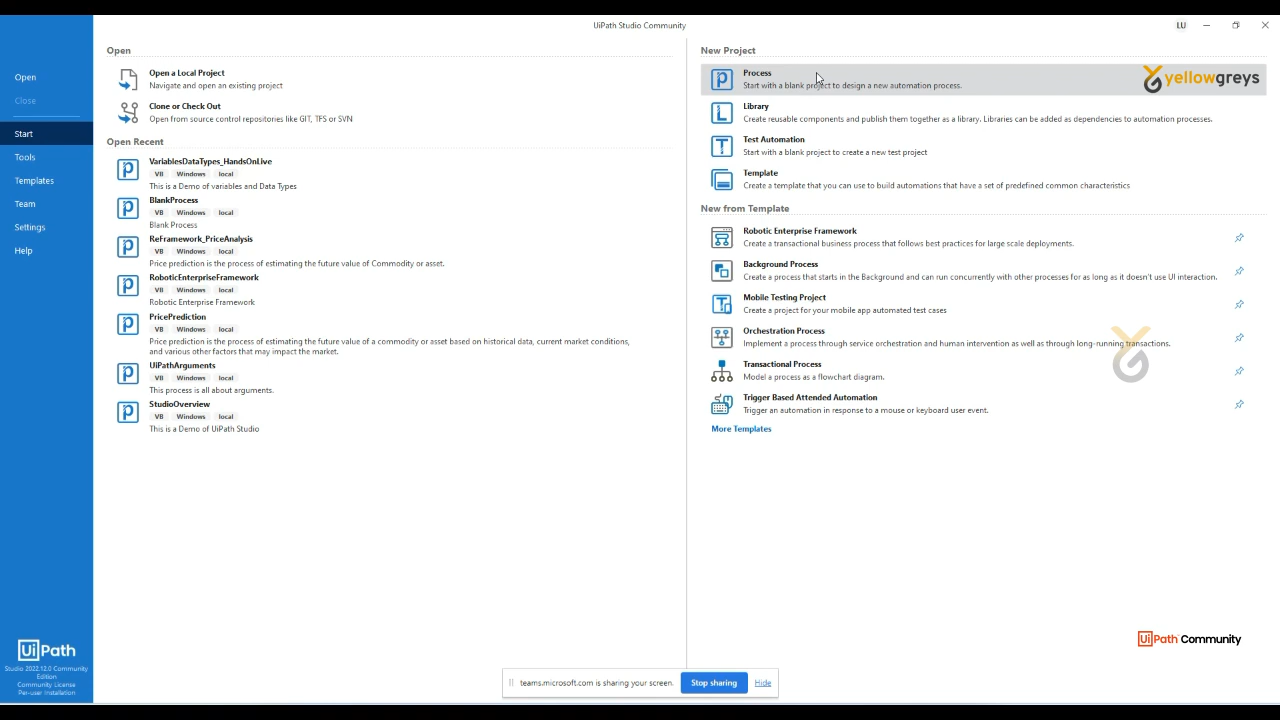 UiPath Studio Community
LU
Open
Close
Start
Tools
Templates
Team
Settings
Help
UiPath
Studio 2022.12.0 Community
Edition
Community License
Per-user Installation
Open
Open a Local Project
Navigate and open an existing project
Clone or Check Out
Open from source control repositories like GIT, TFS or SVN
Open Recent
VariablesDataTypes_HandsOnLive
VB Windows local
This is a Demo of variables and Data Types
BlankProcess
VB Windows local
Blank Process
ReFramework_PriceAnalysis
VB Windows local
Price prediction is the process of estimating the future value of Commodity or asset.
RoboticEnterpriseFramework
VB Windows local
Robotic Enterprise Framework
PricePrediction
VB Windows local
Price prediction is the process of estimating the future value of a commodity or asset based on historical data, current market conditions,
and various other factors that may impact the market.
UiPathArguments
VB Windows local
This process is all about arguments.
StudioOverview
VB Windows local
This is a Demo of UiPath Studio
New Project
Process
Start with a blank project to design a new automation process.
yellowgreys
Library
Create reusable components and publish them together as a library. Libraries can be added as dependencies to automation processes.
Test Automation
Start with a blank project to create a new test project
Template
Create a template that you can use to build automations that have a set of predefined common characteristics
New from Template
Robotic Enterprise Framework
Create a transactional business process that follows best practices for large scale deployments.
Background Process
Create a process that starts in the Background and can run concurrently with other processes for as long as it doesn't use UI interaction.
Mobile Testing Project
Create a project for your mobile app automated test cases
Orchestration Process
Implement a process through service orchestration and human intervention as well as through long-running transactions.
Transactional Process
Model a process as a flowchart diagram.
Trigger Based Attended Automation
Trigger an automation in response to a mouse or keyboard user event.
More Templates
UiPath Community
teams.microsoft.com is sharing your screen.
Stop sharing
Hide